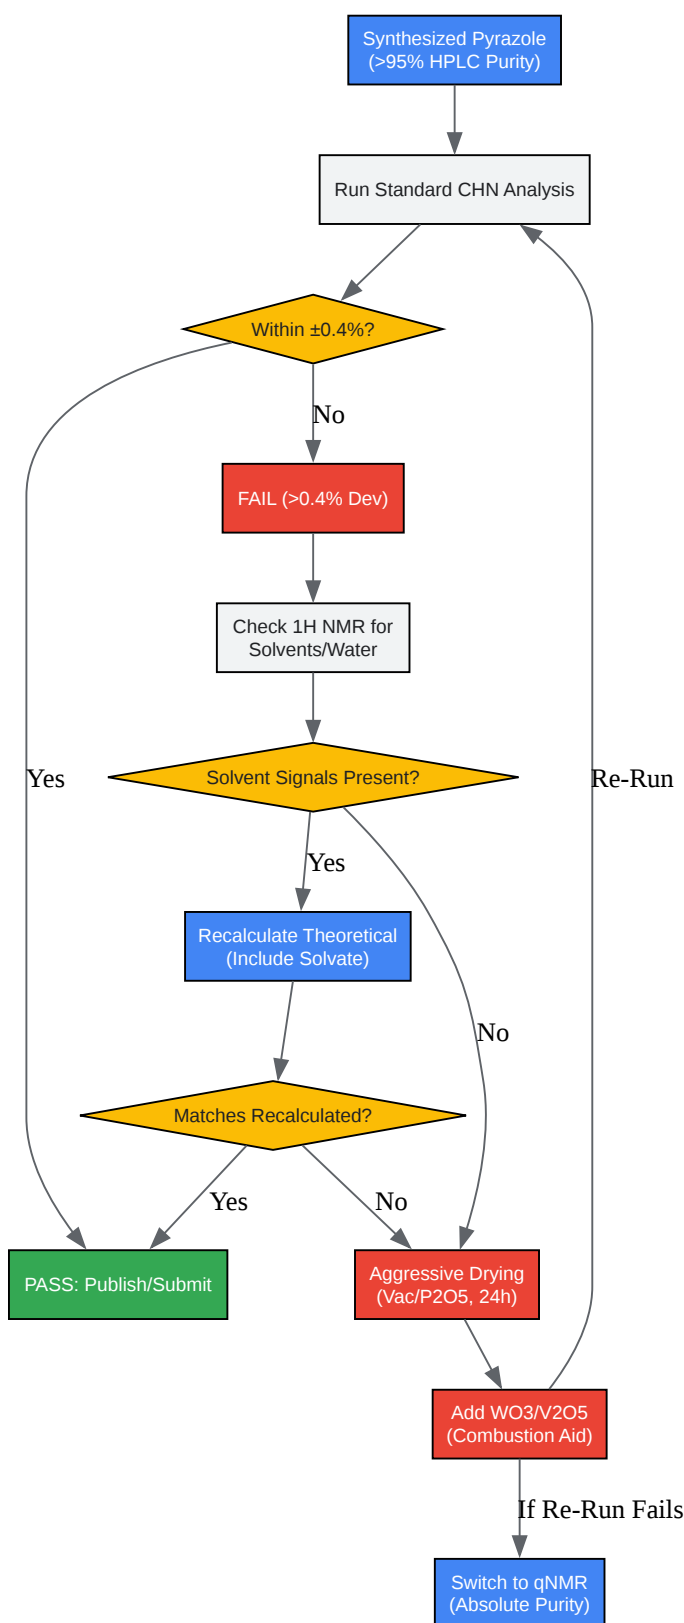 Synthesized Pyrazole
(>95% HPLC Purity)
Run Standard CHN Analysis
Within ±0.4%?
No
FAIL (>0.4% Dev)
Check 1H NMR for
Solvents/Water
Solvent Signals Present?
Yes
Re-Run
Yes
Recalculate Theoretical
(Include Solvate)
No
Matches Recalculated?
Yes
No
PASS: Publish/Submit
Aggressive Drying
(Vac/P2O5, 24h)
Add WO3/V2O5
(Combustion Aid)
If Re-Run Fails
Switch to qNMR
(Absolute Purity)